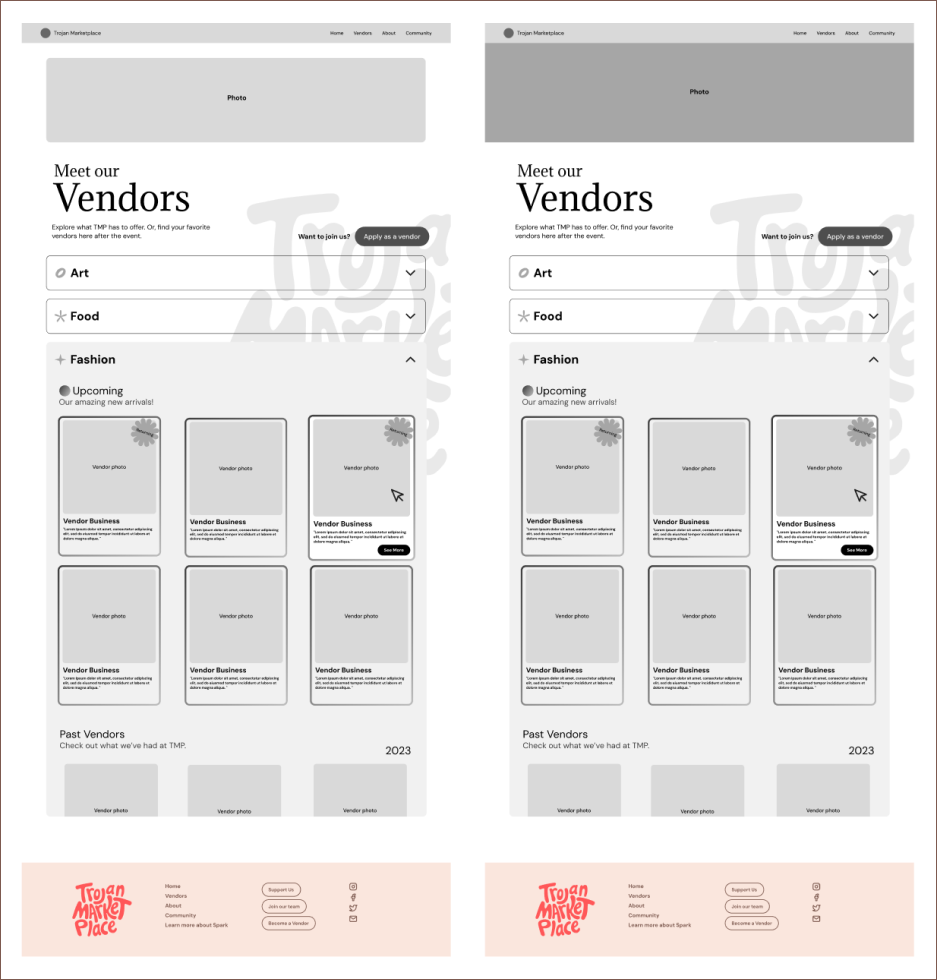 Trojan Marketplace
Home Vendors About Community
Photo
Meet our
Vendors
Explore what TMP has to offer. Or, find your favorite
vendors here after the event.
Want to join us? Apply as a vendor
Trojan
Marke
Art
Food
Fashion
Upcoming
Our amazing new arrivals!
Returning
Vendor photo
Vendor Business
"Lorem ipsum dolor sit amet, consectetur adipiscing
elit, sed do eiusmod tempor incididunt ut labore et
dolore magna aliqua. "
Vendor photo
Vendor Business
"Lorem ipsum dolor sit amet, consectetur adipiscing
elit, sed do eiusmod tempor incididunt ut labore et
dolore magna aliqua. "
Returning
Vendor photo
Vendor Business
"Lorem ipsum dolor sit amet, consectetur adipiscing
elit, sed do eiusmod tempor incididunt ut labore et
dolore magna aliqua. "
See More
Vendor photo
Vendor Business
"Lorem ipsum dolor sit amet, consectetur adipiscing
elit, sed do eiusmod tempor incididunt ut labore et
dolore magna aliqua. "
Vendor photo
Vendor Business
"Lorem ipsum dolor sit amet, consectetur adipiscing
elit, sed do eiusmod tempor incididunt ut labore et
dolore magna aliqua. "
Vendor photo
Vendor Business
"Lorem ipsum dolor sit amet, consectetur adipiscing
elit, sed do eiusmod tempor incididunt ut labore et
dolore magna aliqua. "
Past Vendors
Check out what we've had at TMP.
2023
Vendor photo
Vendor photo
Vendor photo
Trojan
Market
Place
Home
Vendors
About
Community
Learn more about Spark
Support Us
Join our team
Become a Vendor
Trojan Marketplace
Home Vendors About Community
Photo
Meet our
Vendors
Explore what TMP has to offer. Or, find your favorite
vendors here after the event.
Want to join us? Apply as a vendor
Trojan
Marke
Art
Food
Fashion
Upcoming
Our amazing new arrivals!
Returning
Vendor photo
Vendor Business
"Lorem ipsum dolor sit amet, consectetur adipiscing
elit, sed do eiusmod tempor incididunt ut labore et
dolore magna aliqua. "
Vendor photo
Vendor Business
"Lorem ipsum dolor sit amet, consectetur adipiscing
elit, sed do eiusmod tempor incididunt ut labore et
dolore magna aliqua. "
Returning
Vendor photo
Vendor Business
"Lorem ipsum dolor sit amet, consectetur adipiscing
elit, sed do eiusmod tempor incididunt ut labore et
dolore magna aliqua. "
See More
Vendor photo
Vendor Business
"Lorem ipsum dolor sit amet, consectetur adipiscing
elit, sed do eiusmod tempor incididunt ut labore et
dolore magna aliqua. "
Vendor photo
Vendor Business
"Lorem ipsum dolor sit amet, consectetur adipiscing
elit, sed do eiusmod tempor incididunt ut labore et
dolore magna aliqua. "
Vendor photo
Vendor Business
"Lorem ipsum dolor sit amet, consectetur adipiscing
elit, sed do eiusmod tempor incididunt ut labore et
dolore magna aliqua. "
Past Vendors
Check out what we've had at TMP.
2023
Vendor photo
Vendor photo
Vendor photo
Trojan
Market
Place
Home
Vendors
About
Community
Learn more about Spark
Support Us
Join our team
Become a Vendor